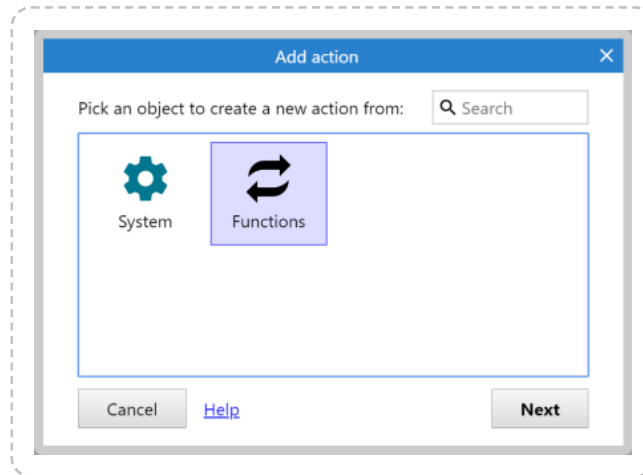 Add action
Pick an object to create a new action from:
Search
System
Functions
Cancel
Help
Next